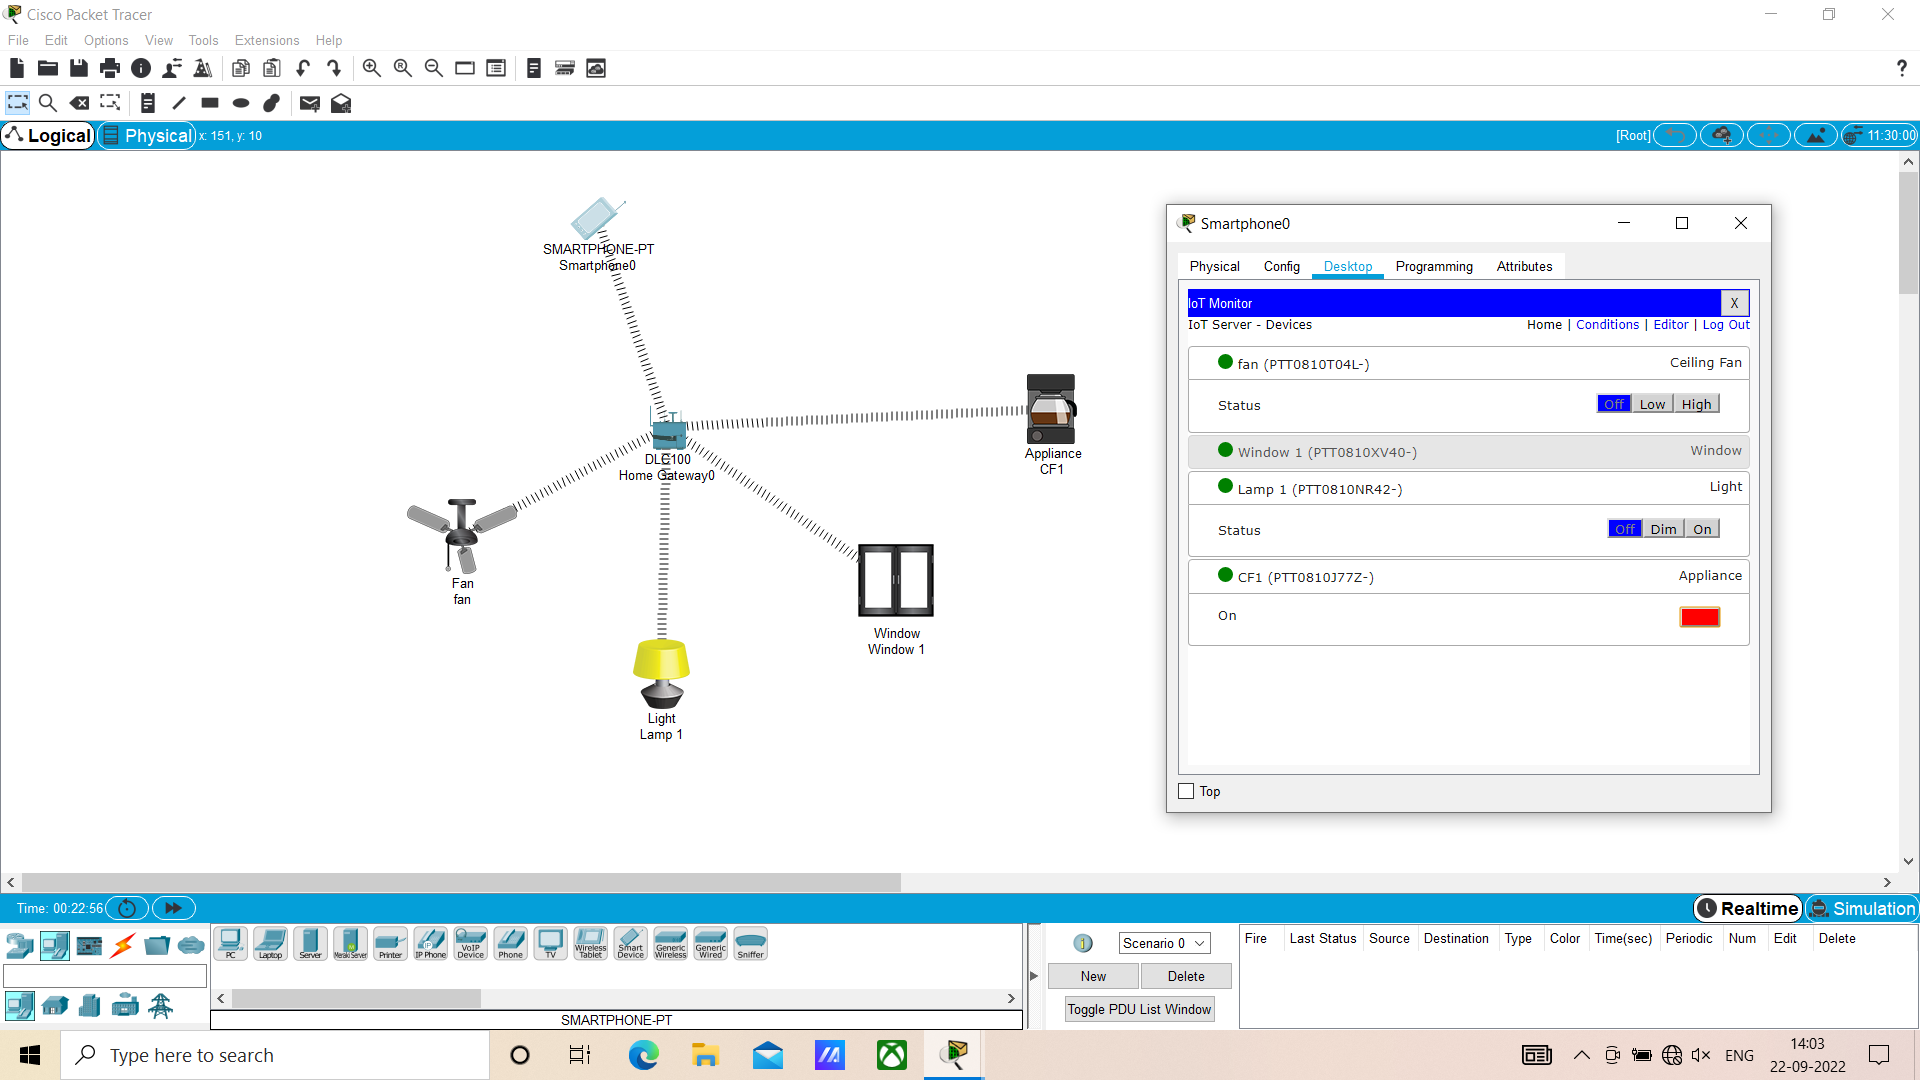 Cisco Packet Tracer
File Edit Options View Tools Extensions Help
?
Logical Physical x: 151, y: 10
[Root] 11:30:00
SMARTPHONE-PT
Smartphone0
DLC100
Home Gateway0
Appliance
CF1
Fan
fan
Window
Window 1
Light
Lamp 1
Smartphone0
Physical Config Desktop Programming Attributes
IoT Monitor X
IoT Server - Devices Home | Conditions | Editor | Log Out
fan (PTT0810T04L-) Ceiling Fan
Status Off Low High
Window 1 (PTT0810XV40-) Window
Lamp 1 (PTT0810NR42-) Light
Status Off Dim On
CF1 (PTT0810J77Z-) Appliance
On
Top
Time: 00:22:56
Realtime Simulation
PC Laptop Server Meraki Server Printer IP Phone VoIP Device Phone TV Wireless Tablet Smart Device Generic Wireless Generic Wired Sniffer
SMARTPHONE-PT
Scenario 0
New Delete
Toggle PDU List Window
Fire Last Status Source Destination Type Color Time(sec) Periodic Num Edit Delete
Type here to search
ENG
14:03
22-09-2022